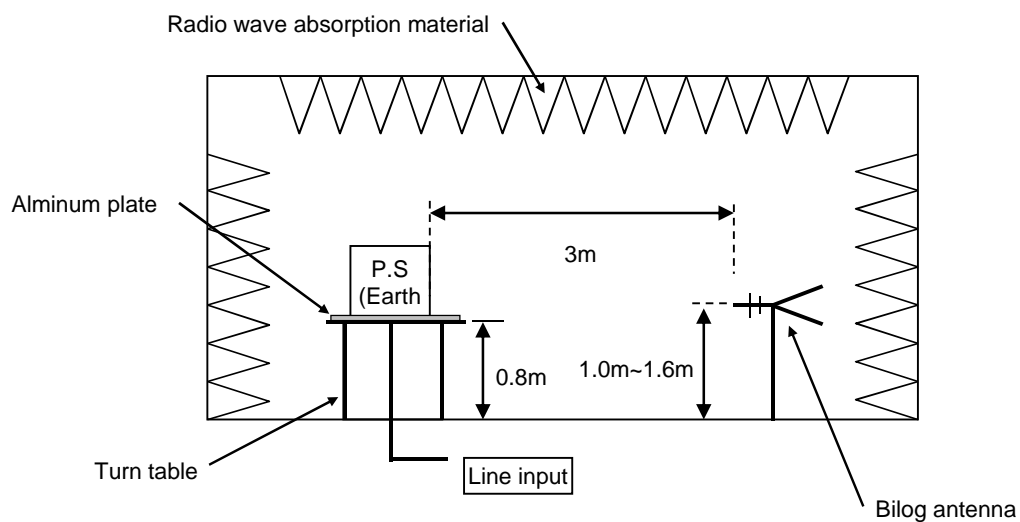 Radio wave absorption material
Alminum plate
P.S
(Earth
3m
0.8m
1.0m~1.6m
Turn table
Line input
Bilog antenna